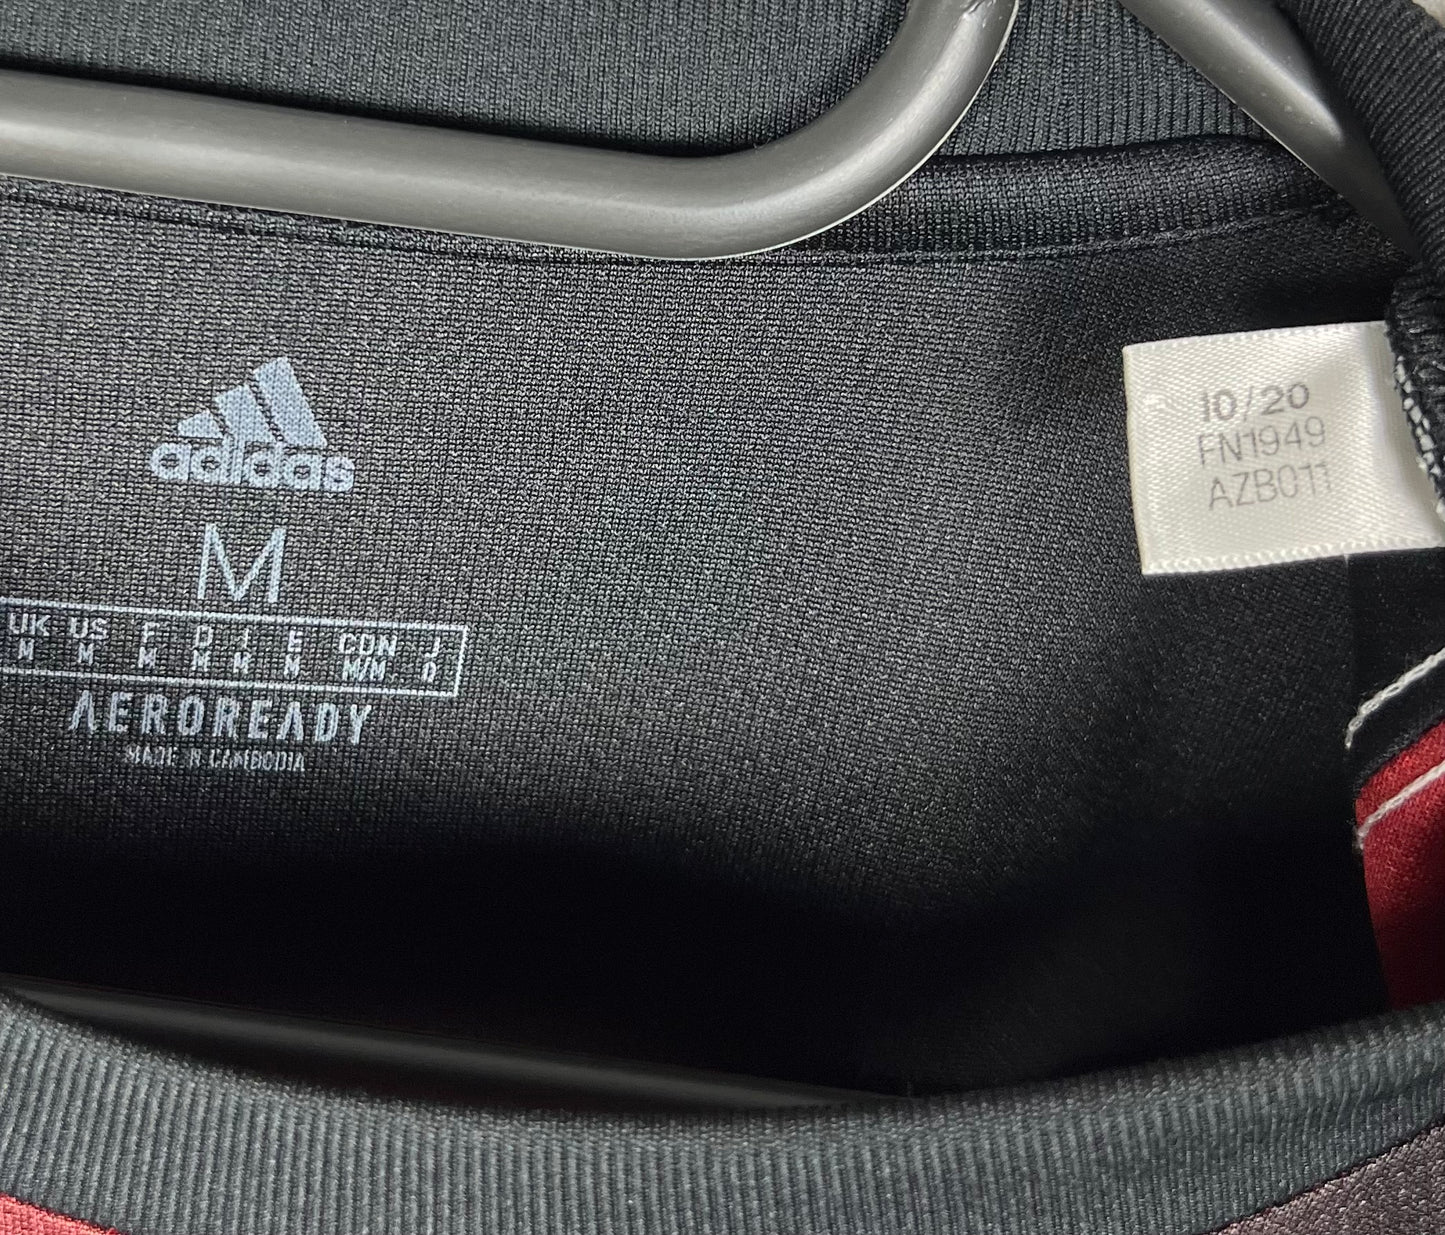 adidas
M
UK US F D I E CDN J
M M M M M M M/M O
AEROREADY
MADE IN CAMBODIA
10/20
FN1949
AZB011